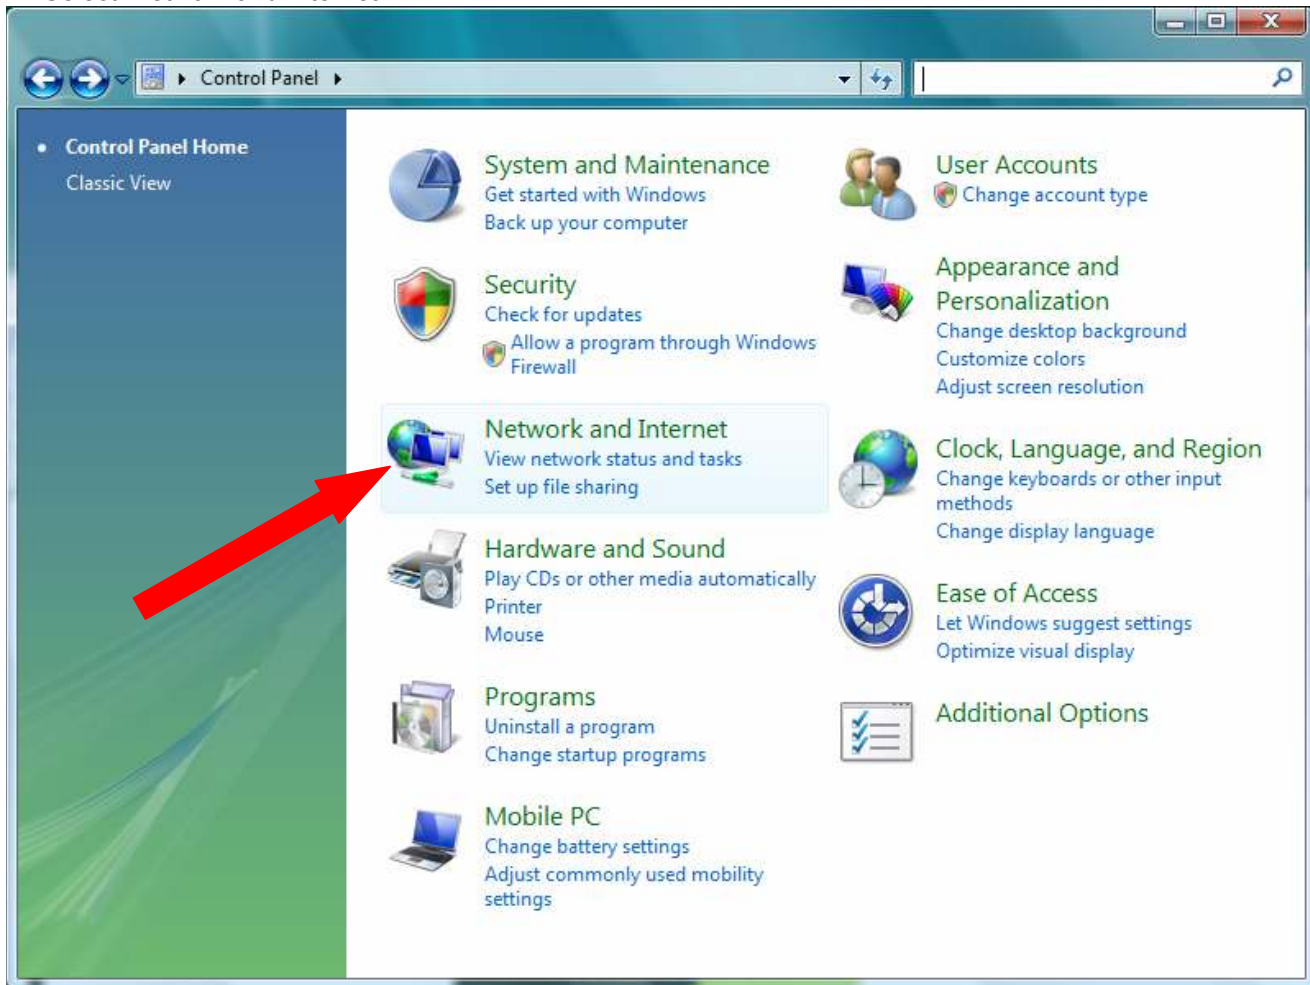 Control Panel
Control Panel Home
Classic View
System and Maintenance
Get started with Windows
Back up your computer
Security
Check for updates
Allow a program through Windows
Firewall
Network and Internet
View network status and tasks
Set up file sharing
Hardware and Sound
Play CDs or other media automatically
Printer
Mouse
Programs
Uninstall a program
Change startup programs
Mobile PC
Change battery settings
Adjust commonly used mobility
settings
User Accounts
Change account type
Appearance and
Personalization
Change desktop background
Customize colors
Adjust screen resolution
Clock, Language, and Region
Change keyboards or other input
methods
Change display language
Ease of Access
Let Windows suggest settings
Optimize visual display
Additional Options